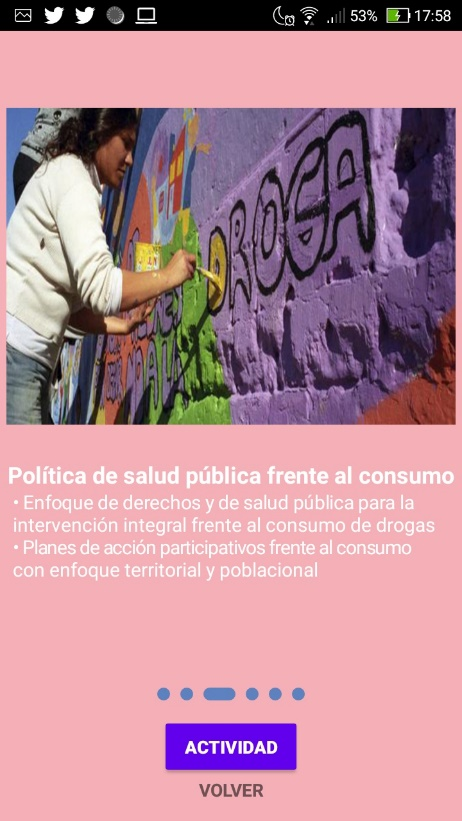 53% 17:58
DROGA
Política de salud pública frente al consumo
• Enfoque de derechos y de salud pública para la
intervención integral frente al consumo de drogas
• Planes de acción participativos frente al consumo
con enfoque territorial y poblacional
ACTIVIDAD
VOLVER